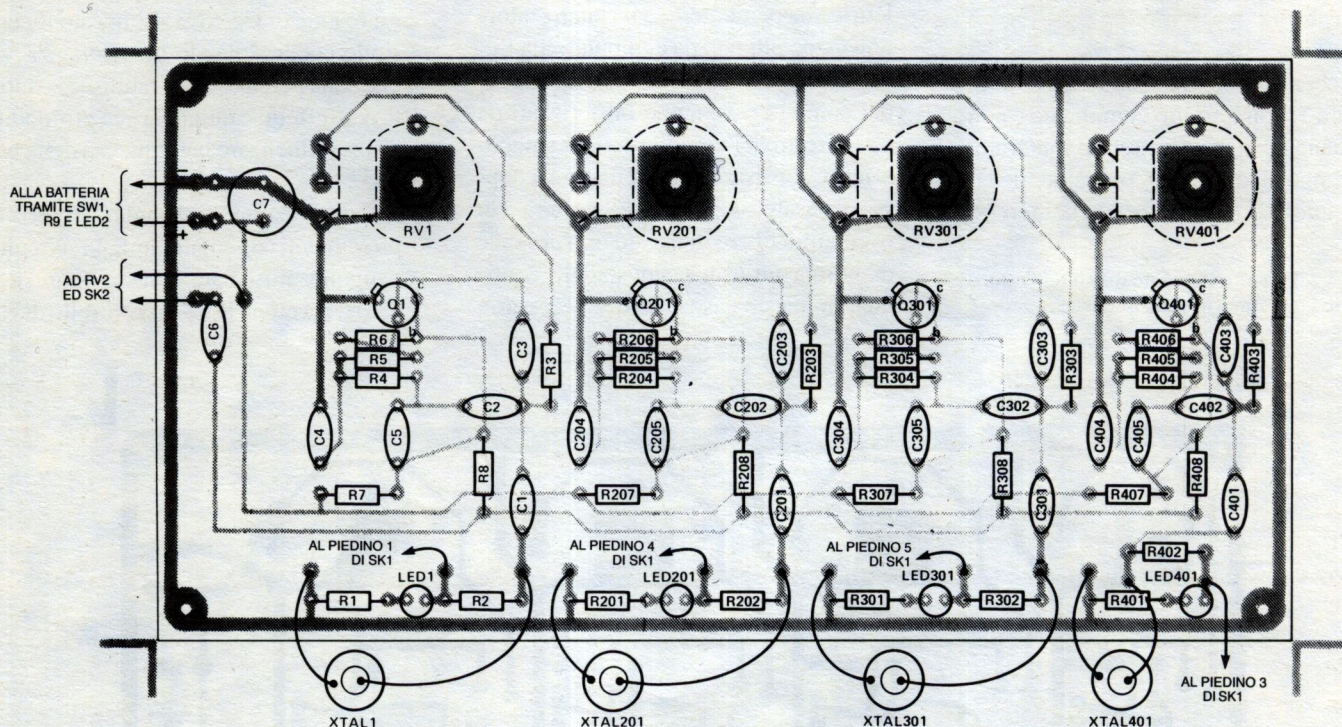 ALLA BATTERIA
TRAMITE SW1,
R9 E LED2
−
+
C7
RV1
RV201
RV301
RV401
AD RV2
ED SK2
C6
e Q1 c
b
e Q201 c
b
e Q301 c
b
e Q401 c
b
R6
R5
R4
C3
R3
R206
R205
R204
C203
R203
R306
R305
R304
C303
R303
R406
R405
R404
C403
R403
C4
C5
C2
C204
C205
C202
C304
C305
C302
C404
C405
C402
R7
R8
C1
R207
R208
C201
R307
R308
C301
R407
R408
C401
AL PIEDINO 1
DI SK1
AL PIEDINO 4
DI SK1
AL PIEDINO 5
DI SK1
R402
LED1
LED201
LED301
LED401
R1
R2
R201
R202
R301
R302
R401
AL PIEDINO 3
DI SK1
XTAL1
XTAL201
XTAL301
XTAL401